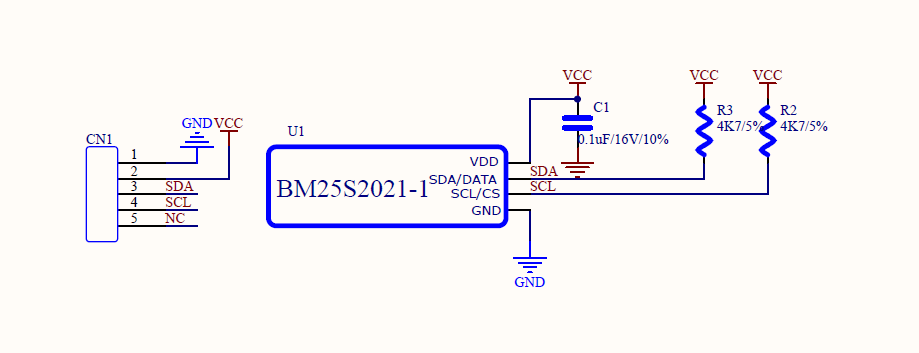 VCC
VCC
VCC
C1
R3
R2
0.1uF/16V/10%
4K7/5%
4K7/5%
GND
VCC
CN1
U1
1
2
3
SDA
4
SCL
5
NC
BM25S2021-1
VDD
SDA/DATA
SCL/CS
GND
SDA
SCL
GND